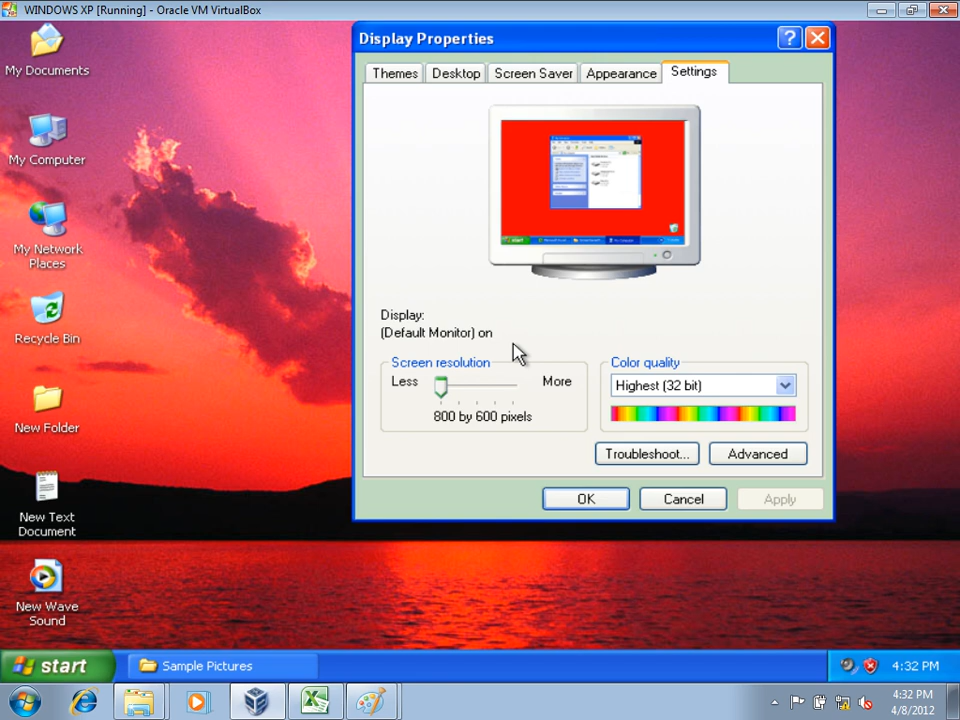 WINDOWS XP [Running] - Oracle VM VirtualBox
My Documents
My Computer
My Network
Places
Recycle Bin
New Folder
New Text
Document
New Wave
Sound
Display Properties
Themes
Desktop
Screen Saver
Appearance
Settings
start
Display:
(Default Monitor) on
Screen resolution
Less
More
800 by 600 pixels
Color quality
Highest (32 bit)
Troubleshoot...
Advanced
OK
Cancel
Apply
start
Sample Pictures
4:32 PM
4:32 PM
4/8/2012